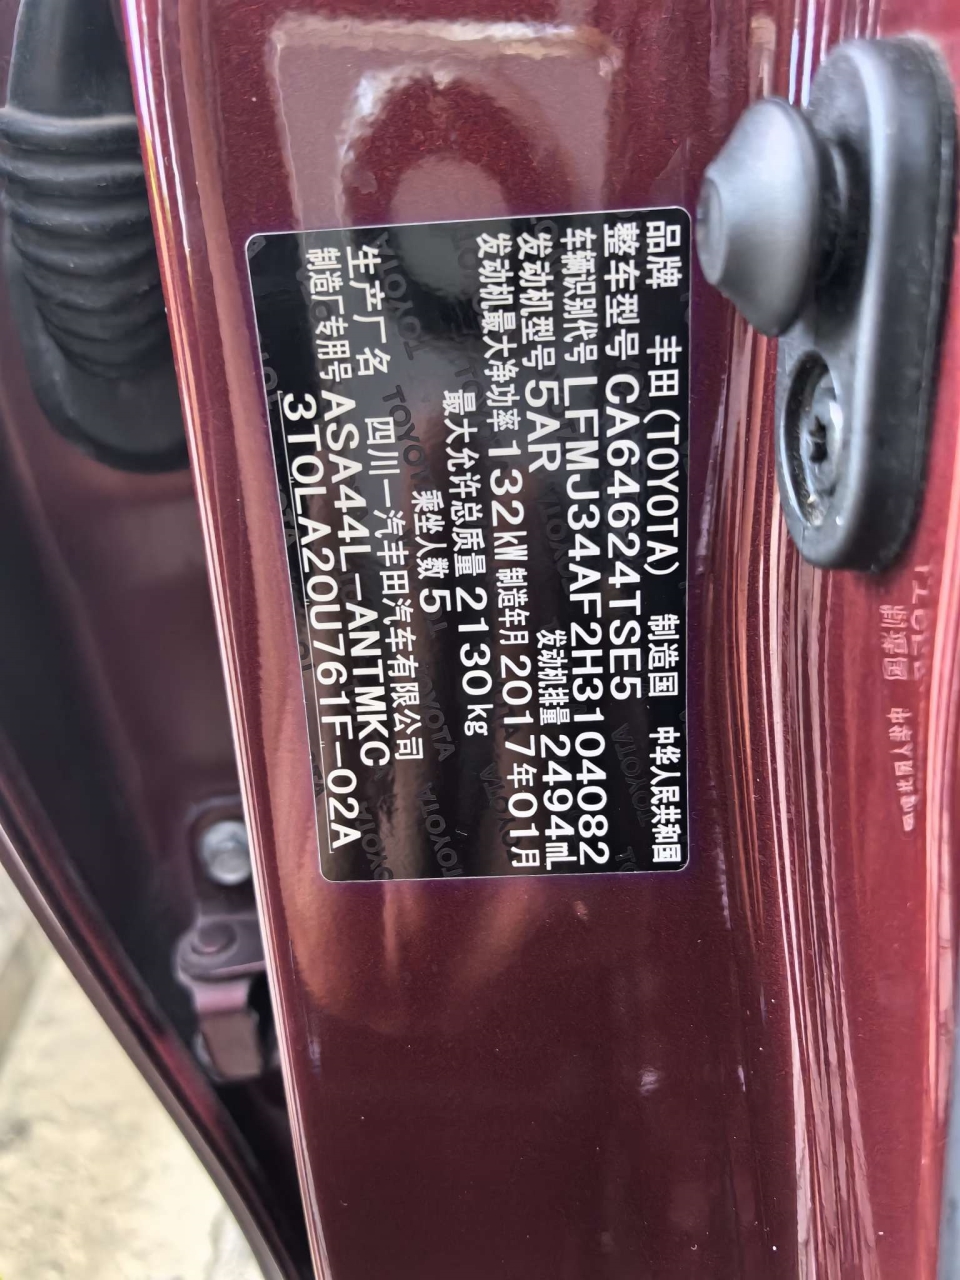 品牌 丰田(TOYOTA) 制造国 中华人民共和国
整车型号 CA64624TSE5
车辆识别代号 LFMJ34AF2H3104082
发动机型号 5AR 发动机排量 2494mL
发动机最大净功率 132kW 制造年月 2017年01月
最大允许总质量 2130kg
乘坐人数 5
生产厂名 四川一汽丰田汽车有限公司
制造厂专用号 ASA44L-ANTMKC
3T0LA20U761F-02A